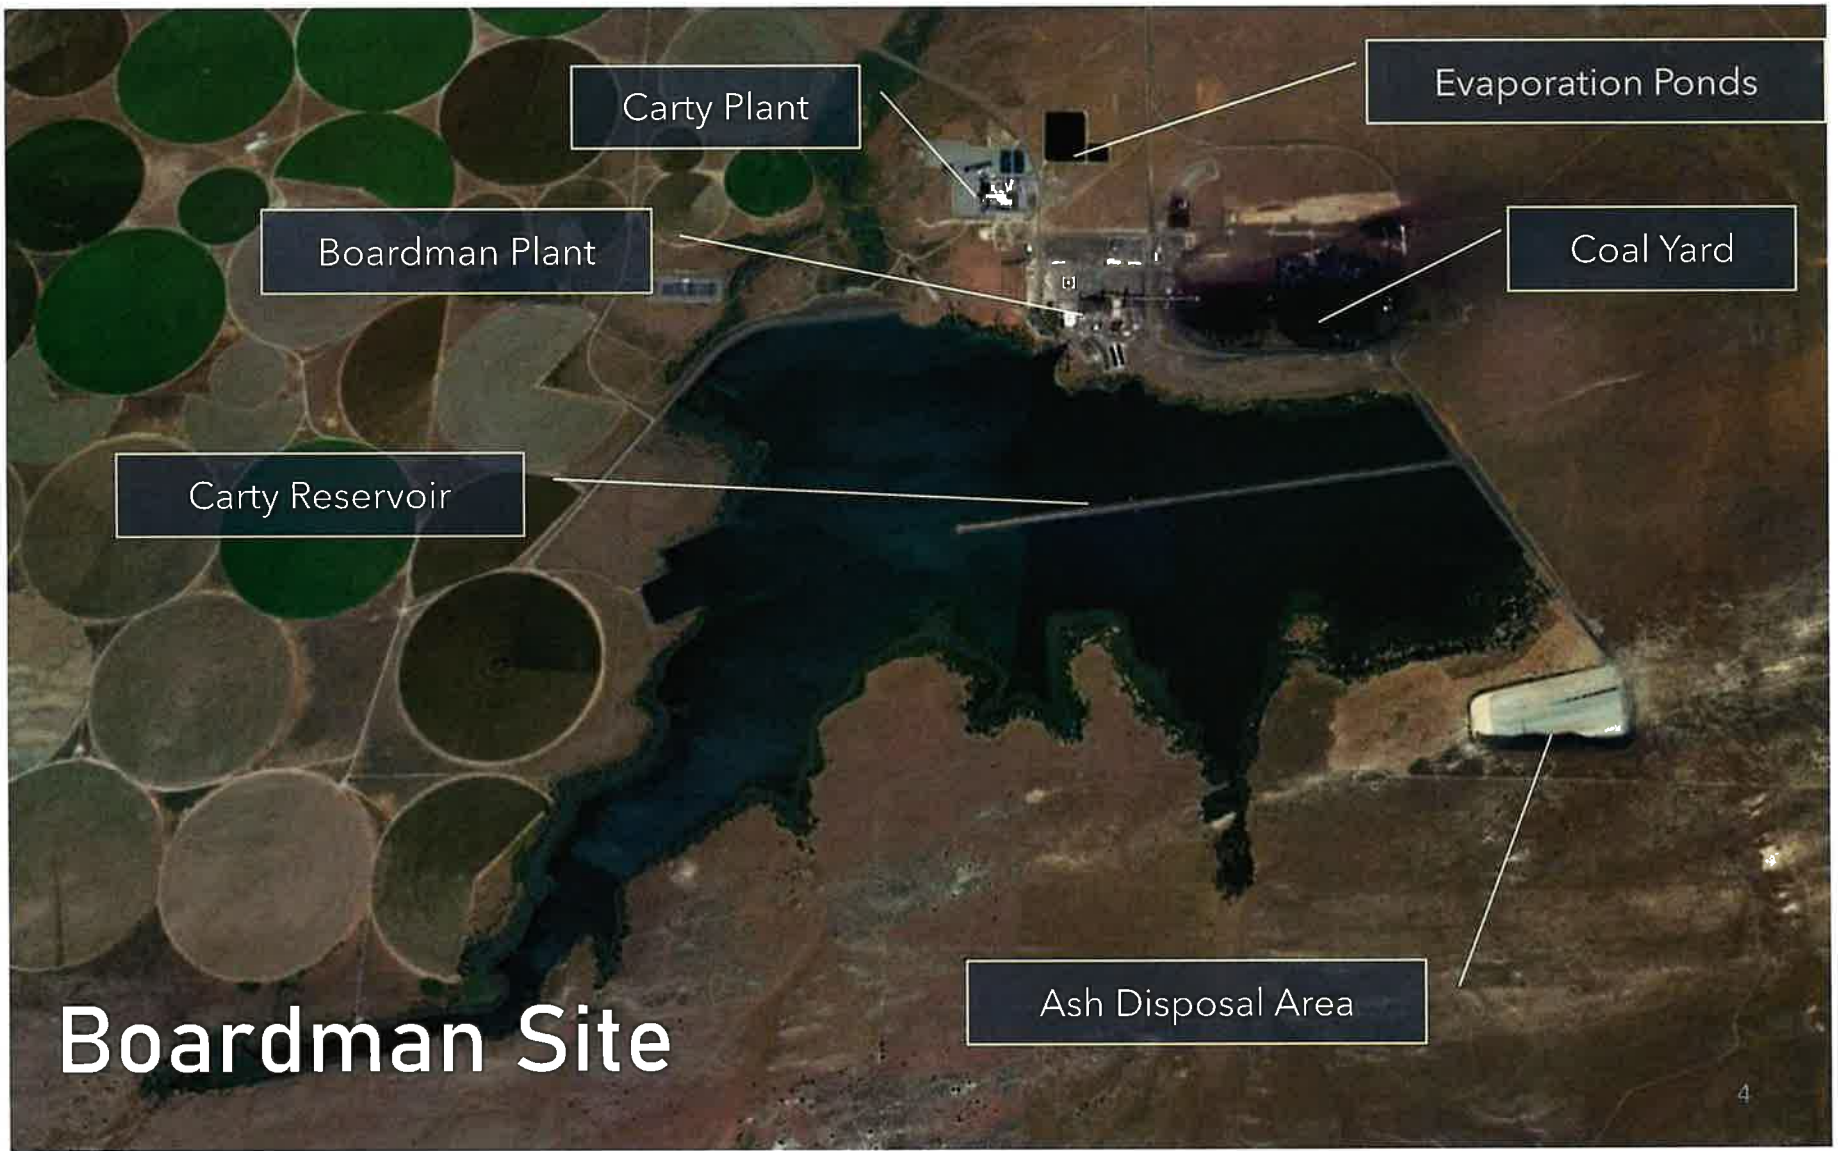 Evaporation Ponds
Carty Plant
Boardman Plant
Coal Yard
Carty Reservoir
Ash Disposal Area
Boardman Site
4